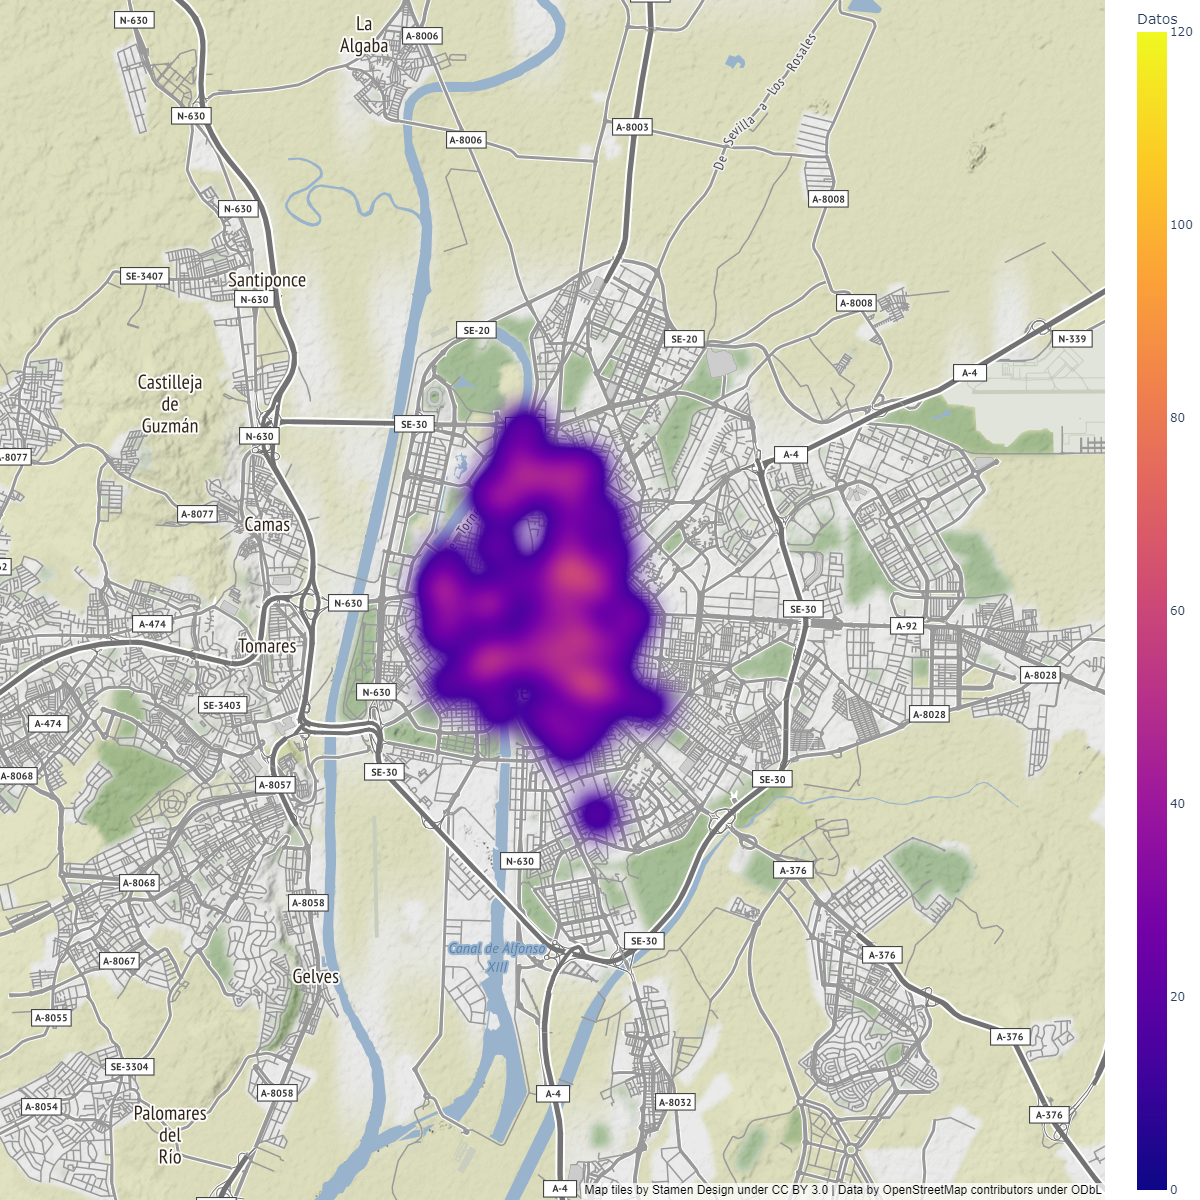 Datos
N-630
La
Algaba
A-8006
120
N-630
A-8003
A-8006
De Sevilla a Los Rosales
A-8008
N-630
100
SE-3407
Santiponce
N-630
A-8008
SE-20
SE-20
N-339
A-4
Castilleja
de
Guzmán
80
SE-30
N-630
A-8077
A-4
A-8077
Camas
N-630
SE-30
60
A-474
A-92
Tomares
A-8028
N-630
SE-3403
A-8028
A-474
SE-30
A-8068
SE-30
A-8057
40
N-630
A-376
A-8068
A-8058
SE-30
Canal de Alfonso
XIII
A-376
A-8067
Gelves
20
A-8055
A-376
SE-3304
A-8058
A-4
A-8054
A-8032
Palomares
del
Río
A-376
A-4
0
Map tiles by Stamen Design under CC BY 3.0 | Data by OpenStreetMap contributors under ODbL